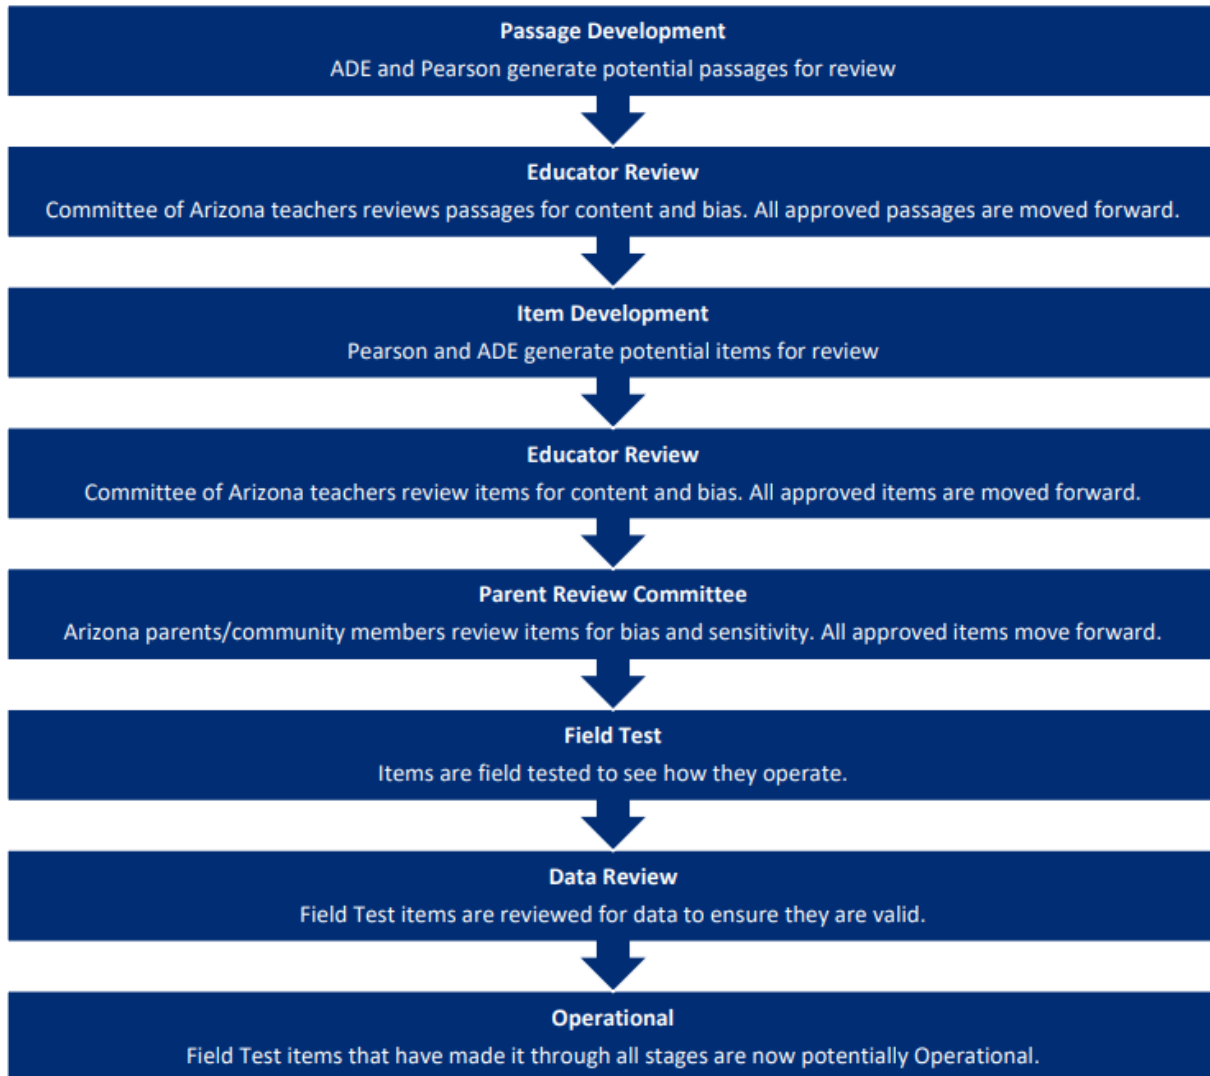 Passage Development
ADE and Pearson generate potential passages for review
Educator Review
Committee of Arizona teachers reviews passages for content and bias. All approved passages are moved forward.
Item Development
Pearson and ADE generate potential items for review
Educator Review
Committee of Arizona teachers review items for content and bias. All approved items are moved forward.
Parent Review Committee
Arizona parents/community members review items for bias and sensitivity. All approved items move forward.
Field Test
Items are field tested to see how they operate.
Data Review
Field Test items are reviewed for data to ensure they are valid.
Operational
Field Test items that have made it through all stages are now potentially Operational.